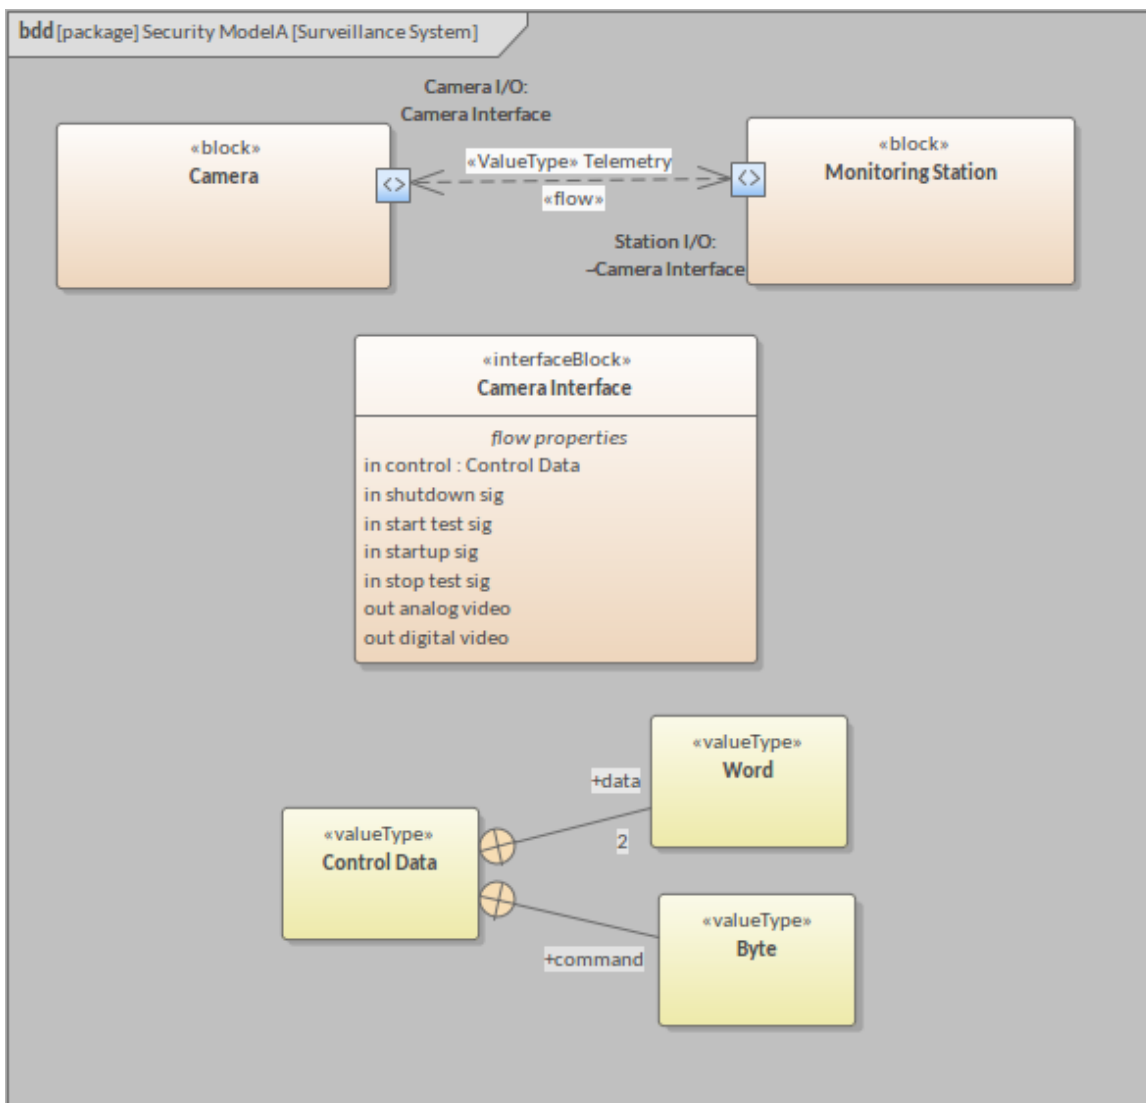 bdd [package] Security ModelA [Surveillance System]
Camera I/O:
Camera Interface
«block»
Camera
«ValueType» Telemetry
«flow»
«block»
Monitoring Station
Station I/O:
~Camera Interface
«interfaceBlock»
Camera Interface
flow properties
in control : Control Data
in shutdown sig
in start test sig
in startup sig
in stop test sig
out analog video
out digital video
«valueType»
Word
+data
2
«valueType»
Control Data
«valueType»
Byte
+command